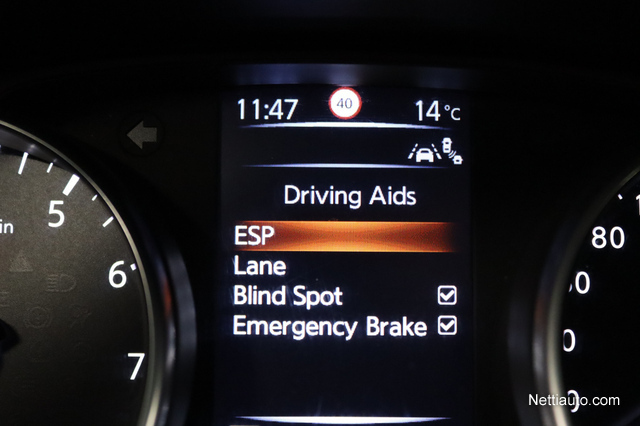 11:47 40 14°C
Driving Aids
ESP
Lane
Blind Spot
Emergency Brake
5
6
7
80
Nettiauto.com